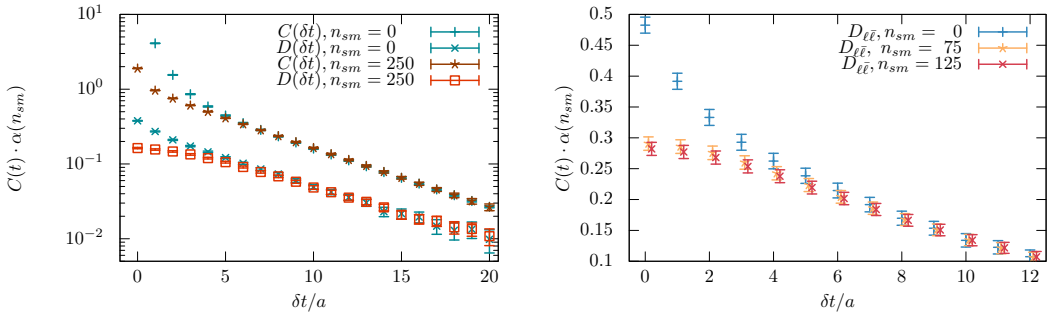 C(t) · α(n_sm)
10^1
10^0
10^−1
10^−2
0 5 10 15 20
δt/a
C(δt), n_sm = 0
D(δt), n_sm = 0
C(δt), n_sm = 250
D(δt), n_sm = 250
C(t) · α(n_sm)
0.5
0.45
0.4
0.35
0.3
0.25
0.2
0.15
0.1
0 2 4 6 8 10 12
δt/a
D_ℓℓ̄, n_sm = 0
D_ℓℓ̄, n_sm = 75
D_ℓℓ̄, n_sm = 125